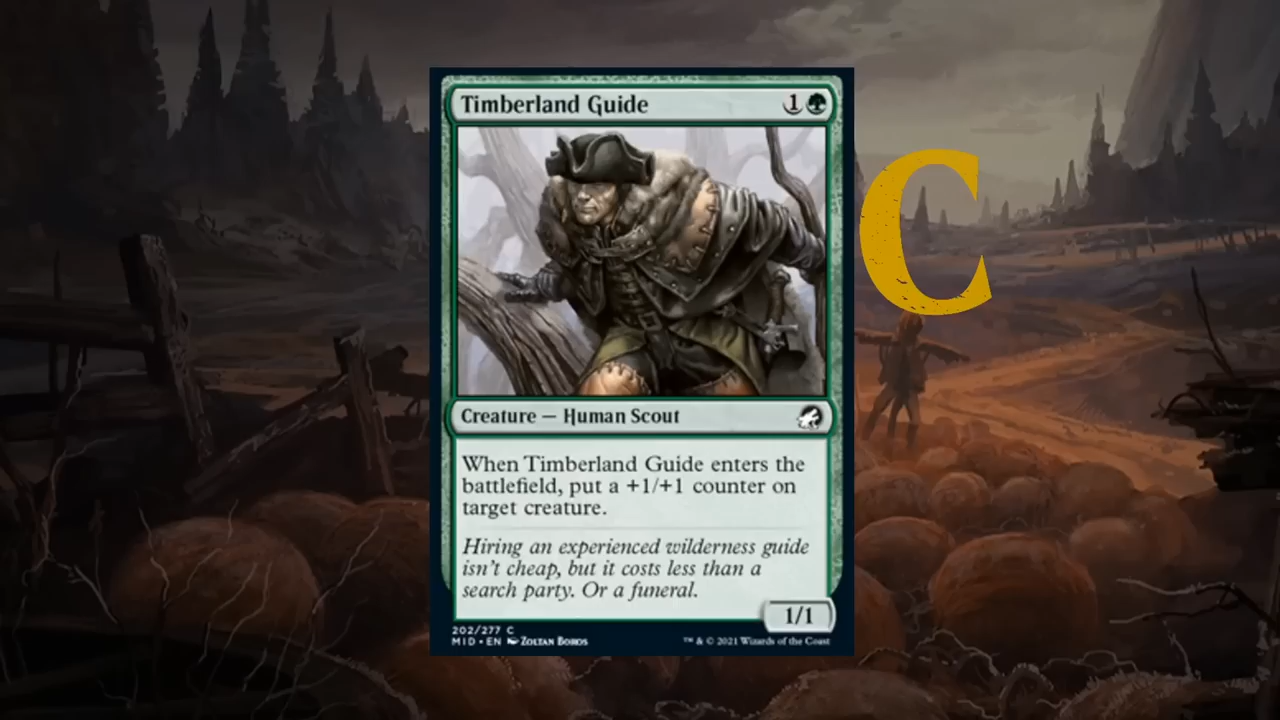 Timberland Guide 1
C
Creature — Human Scout
When Timberland Guide enters the
battlefield, put a +1/+1 counter on
target creature.
Hiring an experienced wilderness guide
isn't cheap, but it costs less than a
search party. Or a funeral.
1/1
202/277 C
MID • EN Zoltan Boros
™ & © 2021 Wizards of the Coast